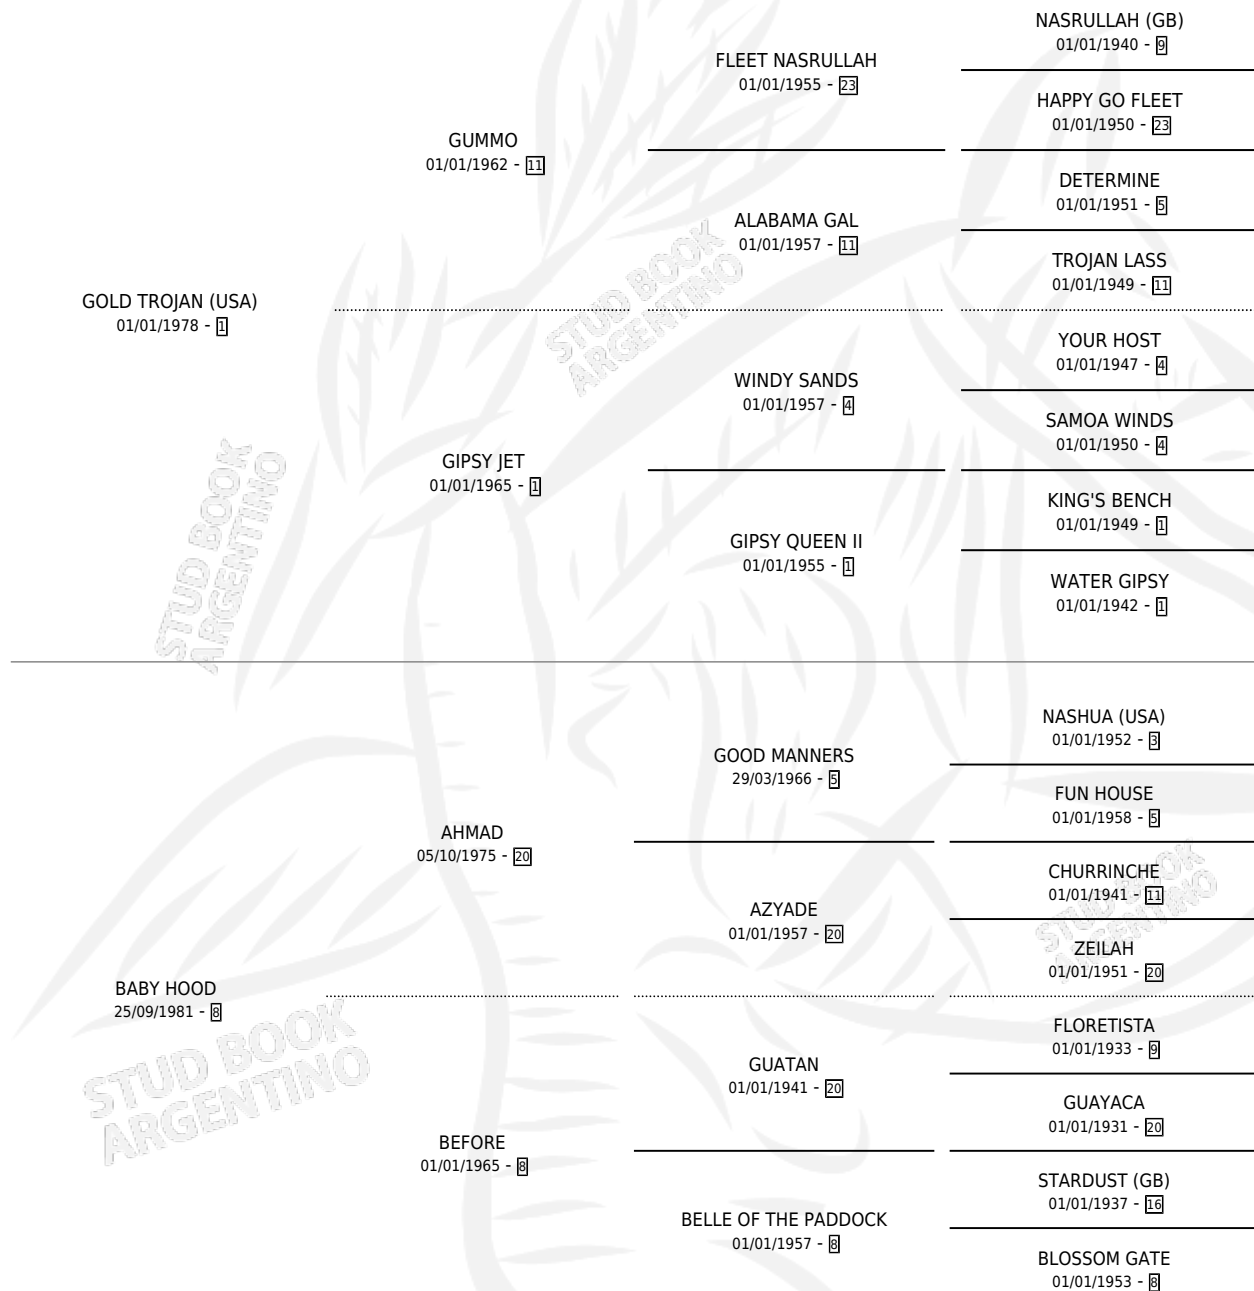 NASRULLAH (GB)
01/01/1940 - 9
FLEET NASRULLAH
01/01/1955 - 23
HAPPY GO FLEET
01/01/1950 - 23
GUMMO
01/01/1962 - 11
DETERMINE
01/01/1951 - 5
ALABAMA GAL
01/01/1957 - 11
TROJAN LASS
01/01/1949 - 11
GOLD TROJAN (USA)
01/01/1978 - 1
YOUR HOST
01/01/1947 - 4
WINDY SANDS
01/01/1957 - 4
SAMOA WINDS
01/01/1950 - 4
GIPSY JET
01/01/1965 - 1
KING'S BENCH
01/01/1949 - 1
GIPSY QUEEN II
01/01/1955 - 1
WATER GIPSY
01/01/1942 - 1
STUD BOOK
ARGENTINO
STUD BOOK
ARGENTINO
NASHUA (USA)
01/01/1952 - 3
GOOD MANNERS
29/03/1966 - 5
FUN HOUSE
01/01/1958 - 5
AHMAD
05/10/1975 - 20
CHURRINCHE
01/01/1941 - 11
AZYADE
01/01/1957 - 20
ZEILAH
01/01/1951 - 20
BABY HOOD
25/09/1981 - 8
FLORETISTA
01/01/1933 - 9
GUATAN
01/01/1941 - 20
GUAYACA
01/01/1931 - 20
BEFORE
01/01/1965 - 8
STARDUST (GB)
01/01/1937 - 16
BELLE OF THE PADDOCK
01/01/1957 - 8
BLOSSOM GATE
01/01/1953 - 8
STUD BOOK
ARGENTINO
STUD BOOK
ARGENTINO